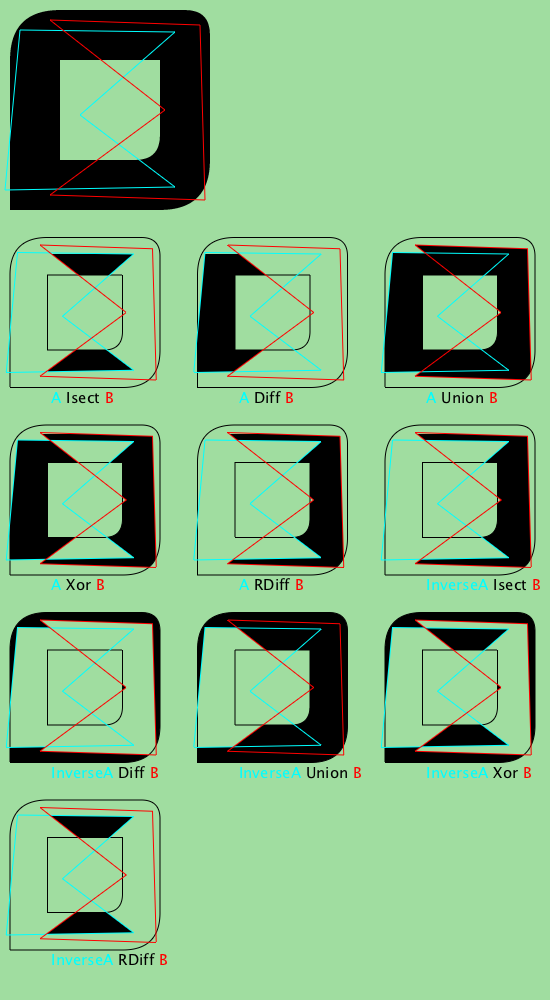 A Isect B
A Diff B
A Union B
A Xor B
A RDiff B
InverseA Isect B
InverseA Diff B
InverseA Union B
InverseA Xor B
InverseA RDiff B